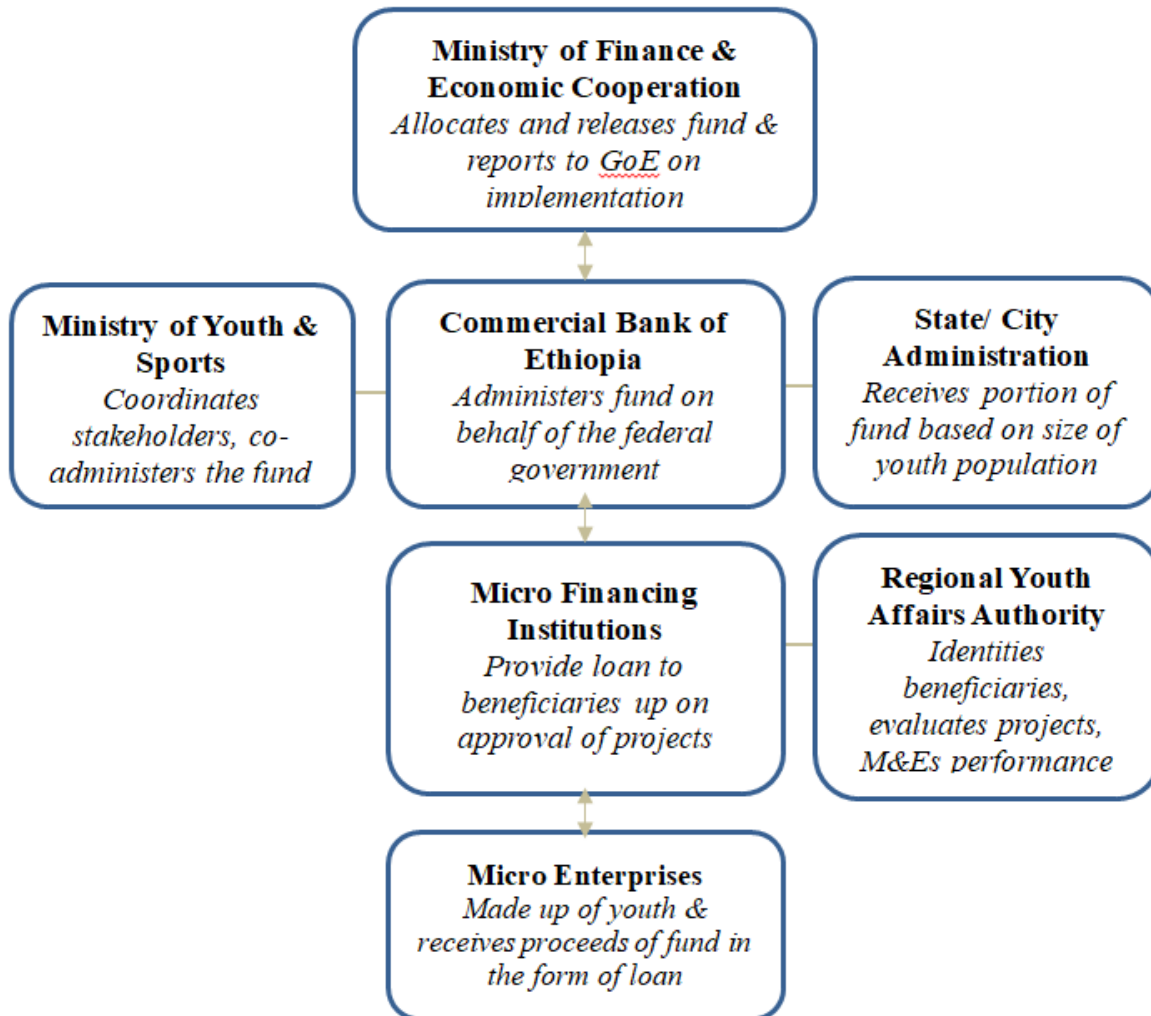 Ministry of Finance &
Economic Cooperation
Allocates and releases fund &
reports to GoE on
implementation
Ministry of Youth &
Sports
Coordinates
stakeholders, co-
administers the fund
Commercial Bank of
Ethiopia
Administers fund on
behalf of the federal
government
State/ City
Administration
Receives portion of
fund based on size of
youth population
Micro Financing
Institutions
Provide loan to
beneficiaries up on
approval of projects
Regional Youth
Affairs Authority
Identities
beneficiaries,
evaluates projects,
M&Es performance
Micro Enterprises
Made up of youth &
receives proceeds of fund in
the form of loan